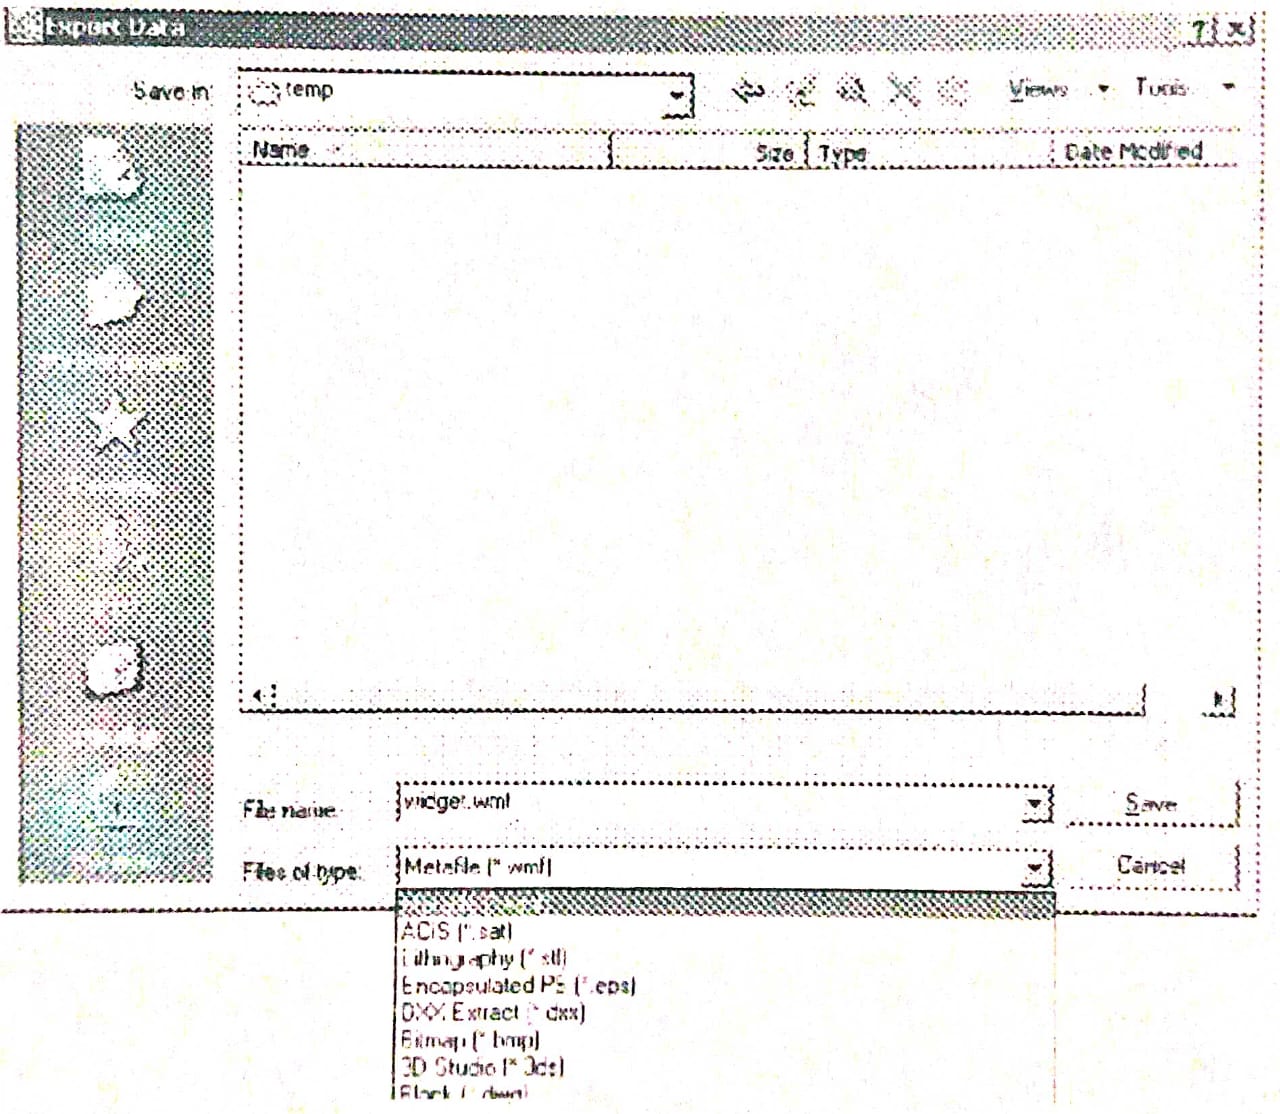 Export Data
Save in: temp Views Tools
Name Size Type Date Modified
File name: widget.wmf Save
Files of type: Metafile (*.wmf) Cancel
ACIS (*.sat)
Lithography (*.stl)
Encapsulated PS (*.eps)
DXX Extract (*.dxx)
Bitmap (*.bmp)
3D Studio (*.3ds)
Block (*.dwg)